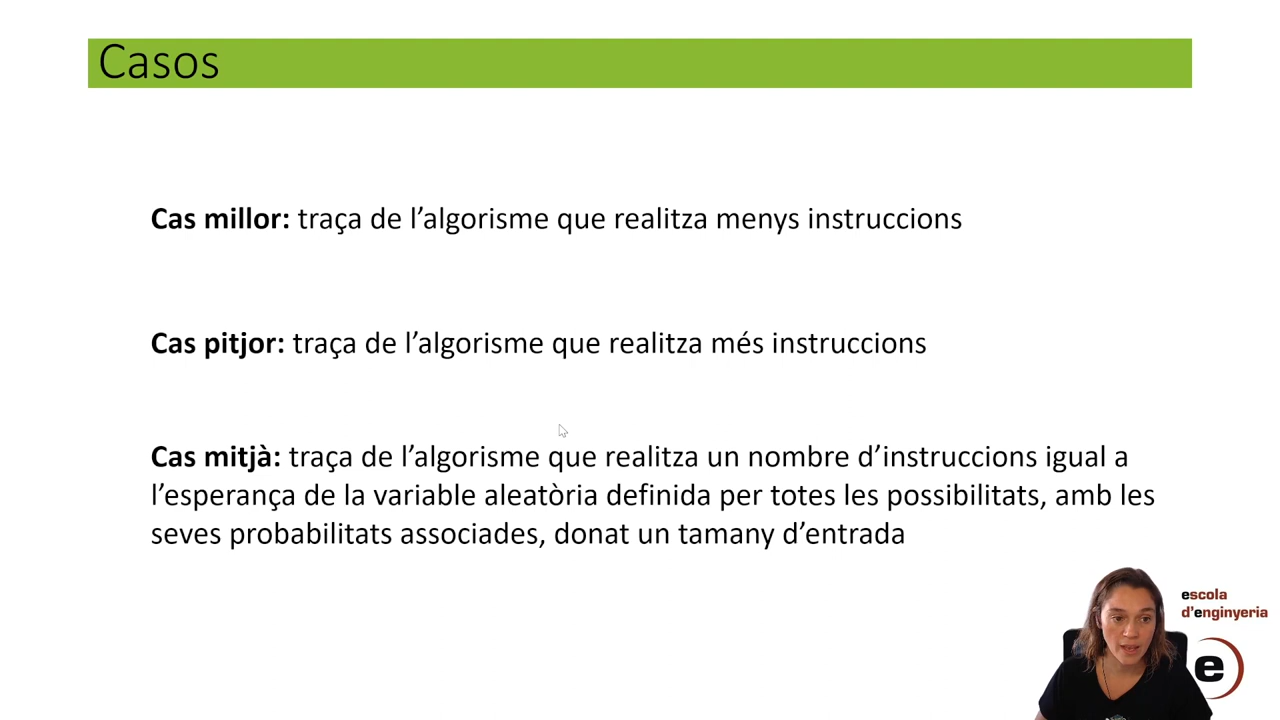 Casos
Cas millor: traça de l’algorisme que realitza menys instruccions
Cas pitjor: traça de l’algorisme que realitza més instruccions
Cas mitjà: traça de l’algorisme que realitza un nombre d’instruccions igual a
l’esperança de la variable aleatòria definida per totes les possibilitats, amb les
seves probabilitats associades, donat un tamany d’entrada
escola
d’enginyeria
e